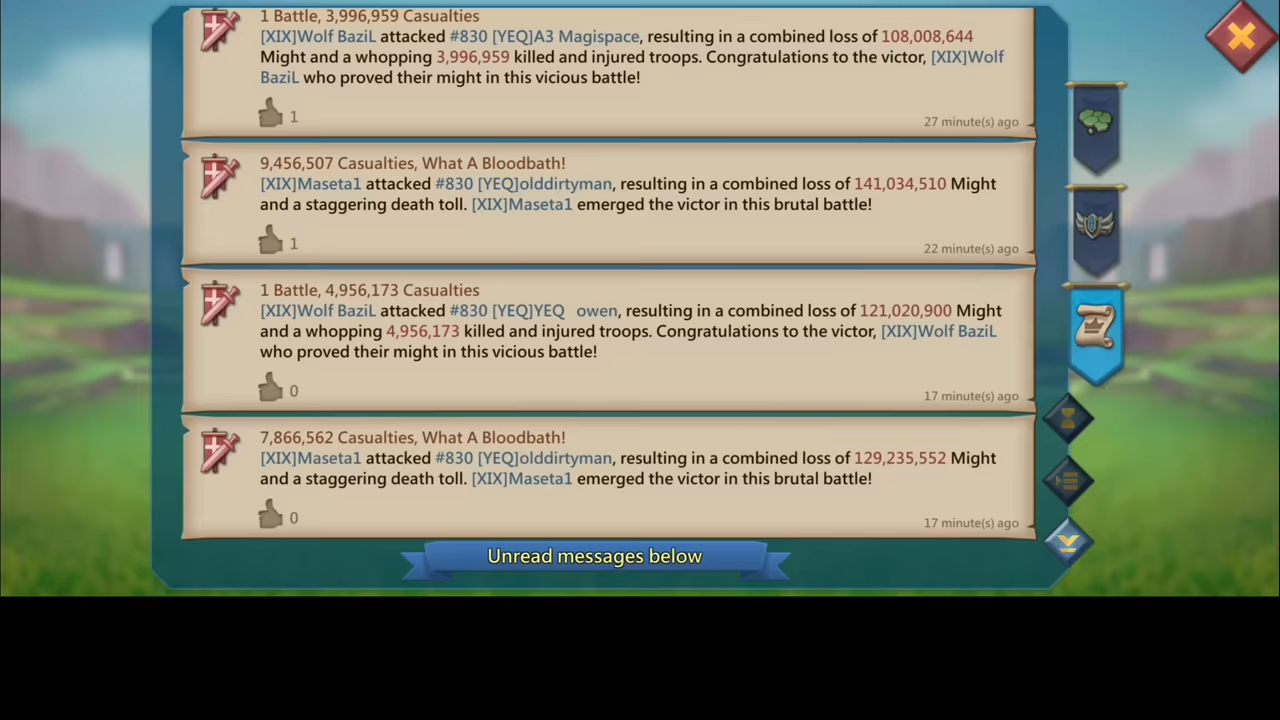 1 Battle, 3,996,959 Casualties
[XIX]Wolf BaziL attacked #830 [YEQ]A3 Magispace, resulting in a combined loss of 108,008,644
Might and a whopping 3,996,959 killed and injured troops. Congratulations to the victor, [XIX]Wolf
BaziL who proved their might in this vicious battle!
1
27 minute(s) ago
9,456,507 Casualties, What A Bloodbath!
[XIX]Maseta1 attacked #830 [YEQ]olddirtyman, resulting in a combined loss of 141,034,510 Might
and a staggering death toll. [XIX]Maseta1 emerged the victor in this brutal battle!
1
22 minute(s) ago
1 Battle, 4,956,173 Casualties
[XIX]Wolf BaziL attacked #830 [YEQ]YEQ owen, resulting in a combined loss of 121,020,900 Might
and a whopping 4,956,173 killed and injured troops. Congratulations to the victor, [XIX]Wolf BaziL
who proved their might in this vicious battle!
0
17 minute(s) ago
7,866,562 Casualties, What A Bloodbath!
[XIX]Maseta1 attacked #830 [YEQ]olddirtyman, resulting in a combined loss of 129,235,552 Might
and a staggering death toll. [XIX]Maseta1 emerged the victor in this brutal battle!
0
17 minute(s) ago
Unread messages below